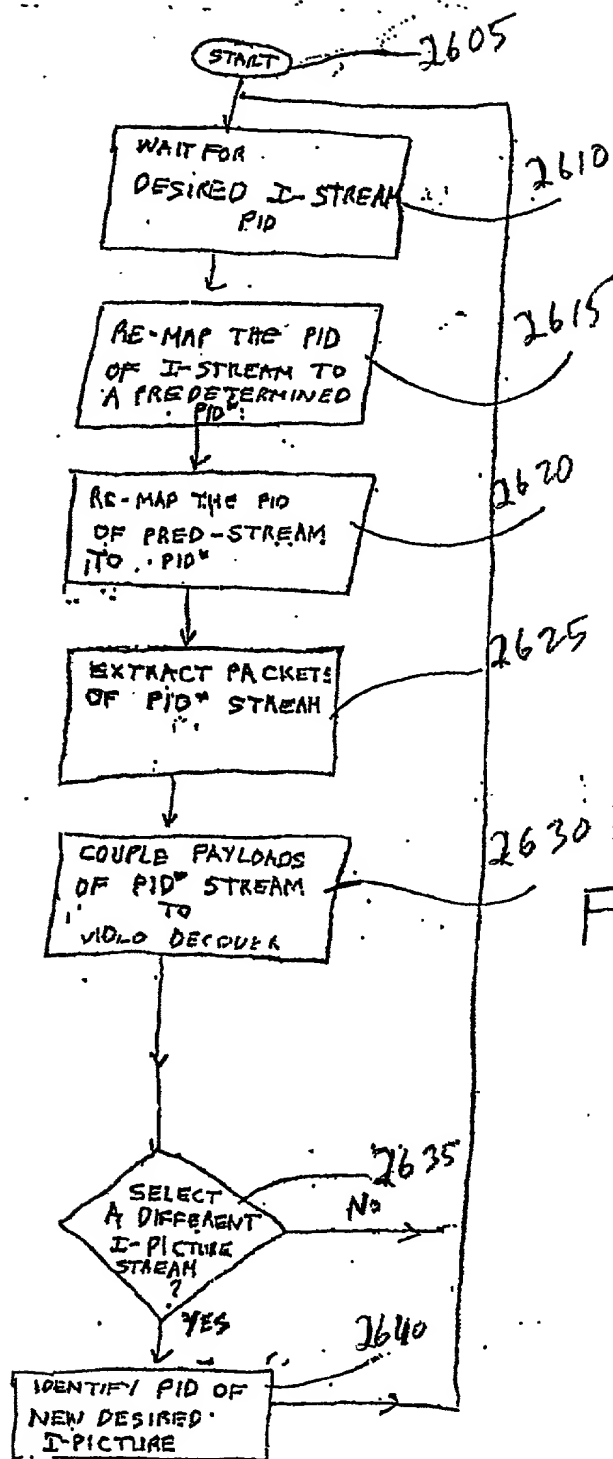 START
2605
WAIT FOR
DESIRED I-STREAM
PID
2610
RE-MAP THE PID
OF I-STREAM TO
A PREDETERMINED
PID*
2615
RE-MAP THE PID
OF PRED-STREAM
TO PID*
2620
EXTRACT PACKETS
OF PID* STREAM
2625
COUPLE PAYLOADS
OF PID* STREAM
TO
VIDEO DECODER
2630
F
SELECT
A DIFFERENT
I-PICTURE
STREAM
?
2635
NO
YES
2640
IDENTIFY PID OF
NEW DESIRED
I-PICTURE